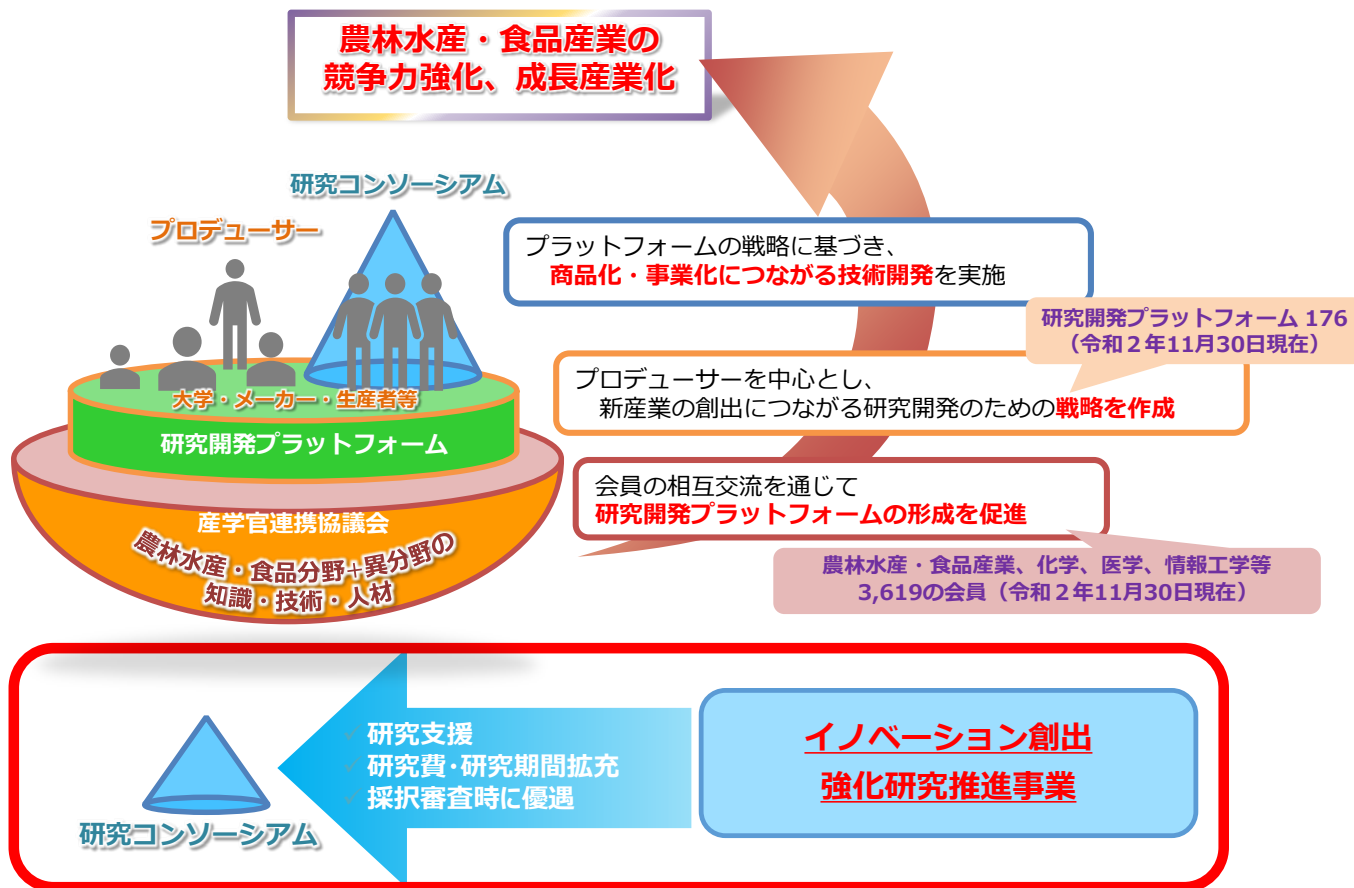 農林水産・食品産業の
競争力強化、成長産業化
研究コンソーシアム
プロデューサー
プラットフォームの戦略に基づき、
商品化・事業化につながる技術開発を実施
研究開発プラットフォーム 176
（令和２年11月30日現在）
プロデューサーを中心とし、
新産業の創出につながる研究開発のための戦略を作成
大学・メーカー・生産者等
研究開発プラットフォーム
会員の相互交流を通じて
研究開発プラットフォームの形成を促進
産学官連携協議会
農林水産・食品分野+異分野の
知識・技術・人材
農林水産・食品産業、化学、医学、情報工学等
3,619の会員（令和２年11月30日現在）
✓ 研究支援
✓ 研究費・研究期間拡充
✓ 採択審査時に優遇
イノベーション創出
強化研究推進事業
研究コンソーシアム